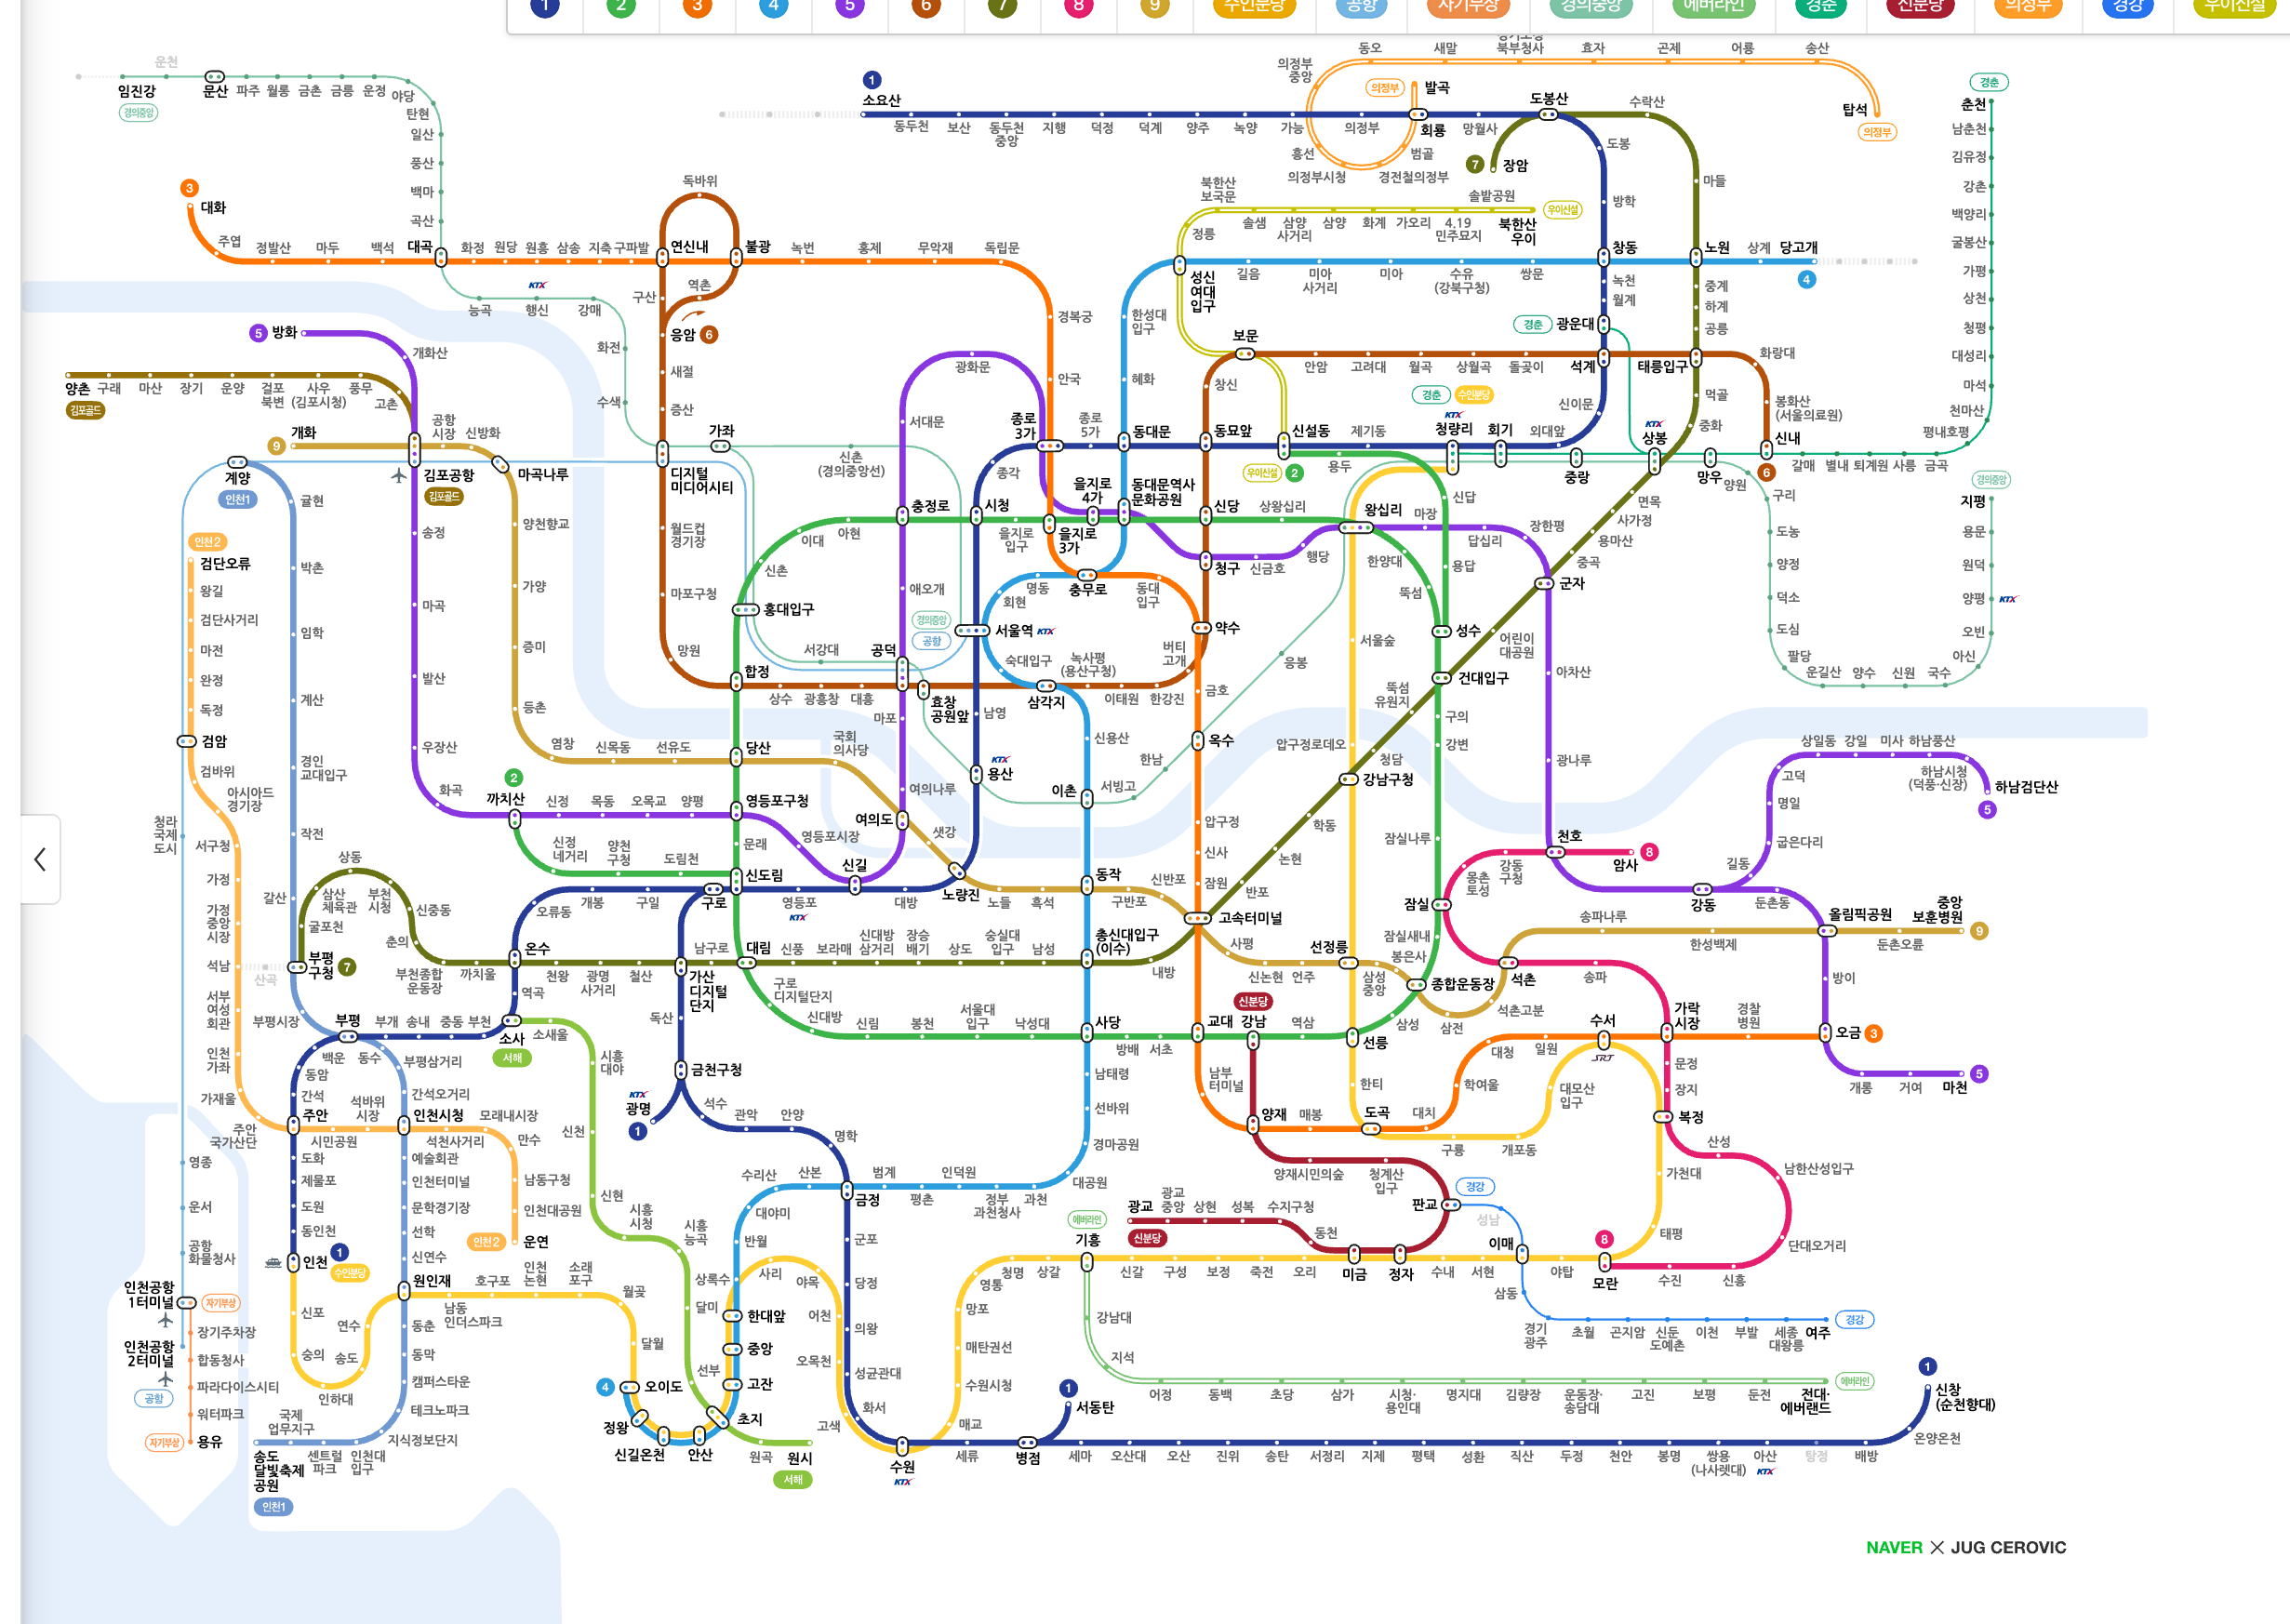 1 2 3 4 5 6 7 8 9 수인분당 공항 자기부상 경의중앙 에버라인 경춘 신분당 의정부 경강 우이신설
동오 새말 북부청사 효자 곤제 어룡 송산
의정부
중앙
의정부 발곡
탑석
의정부
운천
임진강 문산 파주 월롱 금촌 금릉 운정 야당
경의중앙
탄현
일산
풍산
백마
곡산
1
소요산
동두천 보산 동두천
중앙 지행 덕정 덕계 양주 녹양 가능 의정부 회룡 망월사 도봉산 수락산
흥선 범골
의정부시청 경전철의정부
7 장암
도봉
마들
방학
경춘
춘천
남춘천
김유정
강촌
백양리
굴봉산
가평
상천
청평
대성리
마석
천마산
평내호평
3
대화
주엽 정발산 마두 백석 대곡 화정 원당 원흥 삼송 지축 구파발 연신내 불광 녹번 홍제 무악재 독립문
독바위
역촌
구산
응암 6
북한산
보국문
솔밭공원
정릉 솔샘 삼양
사거리 삼양 화계 가오리 4.19
민주묘지 북한산
우이 우이신설
성신
여대
입구
길음 미아
사거리 미아 수유
(강북구청) 쌍문 창동 노원 상계 당고개
4
KTX
능곡 행신 강매
화전
수색
5 방화
개화산
새절
증산
경복궁
안국
한성대
입구
혜화
보문
창신
안암 고려대 월곡 상월곡 돌곶이 석계 태릉입구 화랑대
녹천
월계
경춘 광운대
중계
하계
공릉
먹골
중화
봉화산
(서울의료원)
신내
6
신이문
양촌 구래 마산 장기 운양 걸포
북변 사우
(김포시청) 풍무 고촌
김포골드
9 개화
공항
시장 신방화
김포공항
김포골드
마곡나루
계양
인천1
디지털
미디어시티
가좌
신촌
(경의중앙선)
서대문
광화문
종로
3가
종로
5가
동대문
동묘앞
신설동
우이신설 2
제기동
경춘 수인분당
KTX
청량리
회기
외대앞
중랑
KTX
상봉
망우
양원
갈매 별내 퇴계원 사릉 금곡
구리
도농
양정
덕소
도심
팔당
운길산 양수 신원 국수
아신
오빈
양평 KTX
원덕
용문
지평
경의중앙
종각
을지로
4가
동대문역사
문화공원
용두
신답
용답
면목
사가정
용마산
중곡
군자
충정로 시청 을지로
입구 을지로
3가 신당 상왕십리 왕십리 마장 답십리 장한평
이대 아현
신촌
청구 신금호 행당 한양대
뚝섬
성수
명동 충무로 동대
입구
회현
약수
버티
고개
애오개
경의중앙
공항
서울역 KTX
홍대입구
서강대
공덕
합정
상수 광흥창 대흥 효창
공원앞
삼각지
숙대입구 녹사평
(용산구청)
이태원 한강진
금호
응봉
서울숲
어린이
대공원
건대입구
뚝섬
유원지
구의
강변
아차산
광나루
월드컵
경기장
마포구청
망원
귤현
박촌
임학
계산
경인
교대입구
작전
갈산
인천2
검단오류
왕길
검단사거리
마전
완정
독정
검암
검바위
아시아드
경기장
서구청
가정
가정
중앙
시장
석남
서부
여성
회관
인천
가좌
가재울
주안
국가산단
청라
국제
도시
송정
마곡
발산
우장산
화곡
양천향교
가양
증미
등촌
염창 신목동 선유도 당산 국회
의사당
마포
여의나루
여의도
샛강
남영
KTX
용산
신용산
이촌
서빙고
한남
옥수
압구정
신사
잠원
압구정로데오
청담
강남구청
학동
논현
반포
잠실나루
2
까치산 신정 목동 오목교 양평 영등포구청 영등포시장 신길
신정
네거리 양천
구청 도림천 신도림
문래
구로
영등포
KTX
대방
노량진
노들 흑석 동작 구반포 신반포 고속터미널
사평
신논현 언주 선정릉 삼성
중앙 봉은사 종합운동장 삼전 석촌고분 석촌
잠실
잠실새내
몽촌
토성 강동
구청
천호
암사 8
강동 길동 둔촌동
굽은다리
명일
고덕
상일동 강일 미사 하남풍산
하남시청
(덕풍·신장)
하남검단산
5
올림픽공원
중앙
보훈병원 9
송파나루 한성백제 둔촌오륜
방이
송파
가락
시장
경찰
병원
오금 3
개롱 거여 마천 5
문정
장지
복정
상동
삼산
체육관 부천
시청
굴포천
신중동
춘의
부평
구청 7
산곡
부천종합
운동장 까치울 온수 천왕 광명
사거리 철산 가산
디지털
단지 남구로 대림 신풍 보라매 신대방
삼거리 장승
배기 상도 숭실대
입구 남성 총신대입구
(이수) 내방
오류동 개봉 구일
역곡
소사
소새울
서해
부평시장 부평 부개 송내 중동 부천
백운 동수 부평삼거리
동암
간석
간석오거리
주안 석바위
시장 인천시청 모래내시장
만수
시민공원 석천사거리
남동구청
인천대공원
인천2 운연
독산
금천구청
KTX
광명
1
석수 관악 안양
명학
구로
디지털단지
신대방 신림 봉천 서울대
입구 낙성대 사당 방배 서초 교대 강남 역삼 선릉 삼성
신분당
남태령
선바위
경마공원
대공원
남부
터미널
양재 매봉 도곡 대치 학여울 대청 일원 수서
SRT
한티
구룡 개포동 대모산
입구
가천대
태평
산성
남한산성입구
단대오거리
신흥 수진 모란
8
양재시민의숲 청계산
입구 판교
경강
성남
이매
삼동
경기
광주 초월 곤지암 신둔
도예촌 이천 부발 세종
대왕릉 여주
경강
도화
제물포
도원
동인천
인천
1
수인분당
신포
숭의
인하대
송도
연수
원인재
호구포 인천
논현 소래
포구 월곶
남동
인더스파크
달월
4 오이도
정왕
신길온천 안산
초지
원곡 원시
서해
예술회관
인천터미널
문학경기장
선학
신연수
동춘
동막
캠퍼스타운
테크노파크
지식정보단지
인천대
입구
센트럴
파크
국제
업무지구
송도
달빛축제
공원
인천1
영종
운서
공항
화물청사
인천공항
1터미널
자기부상
인천공항
2터미널
공항
장기주차장
합동청사
파라다이스시티
워터파크
자기부상 용유
시흥
대야
신천
신현
시흥
시청
시흥
능곡
달미
선부
수리산 산본 금정 범계 평촌 인덕원 정부
과천청사 과천
대야미
반월
상록수
한대앞
중앙
고잔
사리 야목
어천
오목천
고색
군포
당정
의왕
성균관대
화서
수원
KTX
매교
수원시청
매탄권선
망포
영통
청명 상갈 기흥
에버라인
신갈 구성 보정 죽전 오리 미금 정자 수내 서현 야탑
광교
신분당
광교
중앙 상현 성복 수지구청
동천
강남대
지석
어정 동백 초당 삼가 시청·
용인대 명지대 김량장 운동장·
송담대 고진 보평 둔전 전대·
에버랜드
에버라인
세류 병점
1
서동탄
세마 오산대 오산 진위 송탄 서정리 지제 평택 성환 직산 두정 천안 봉명 쌍용
(나사렛대) 아산
KTX 탕정 배방
온양온천
1
신창
(순천향대)
NAVER X JUG CEROVIC